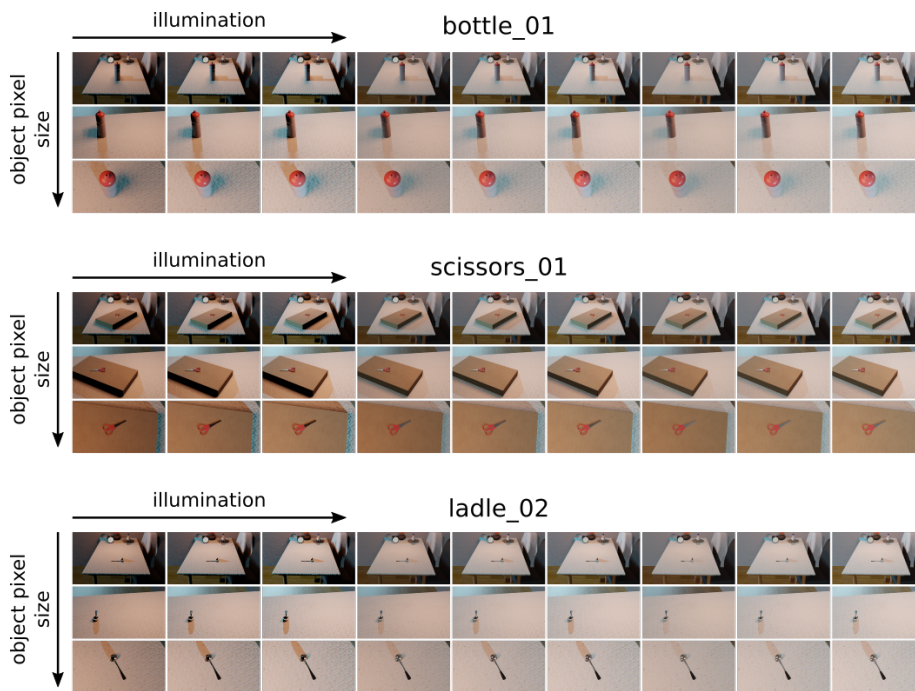 illumination
bottle_01
object pixel
size
illumination
scissors_01
object pixel
size
illumination
ladle_02
object pixel
size